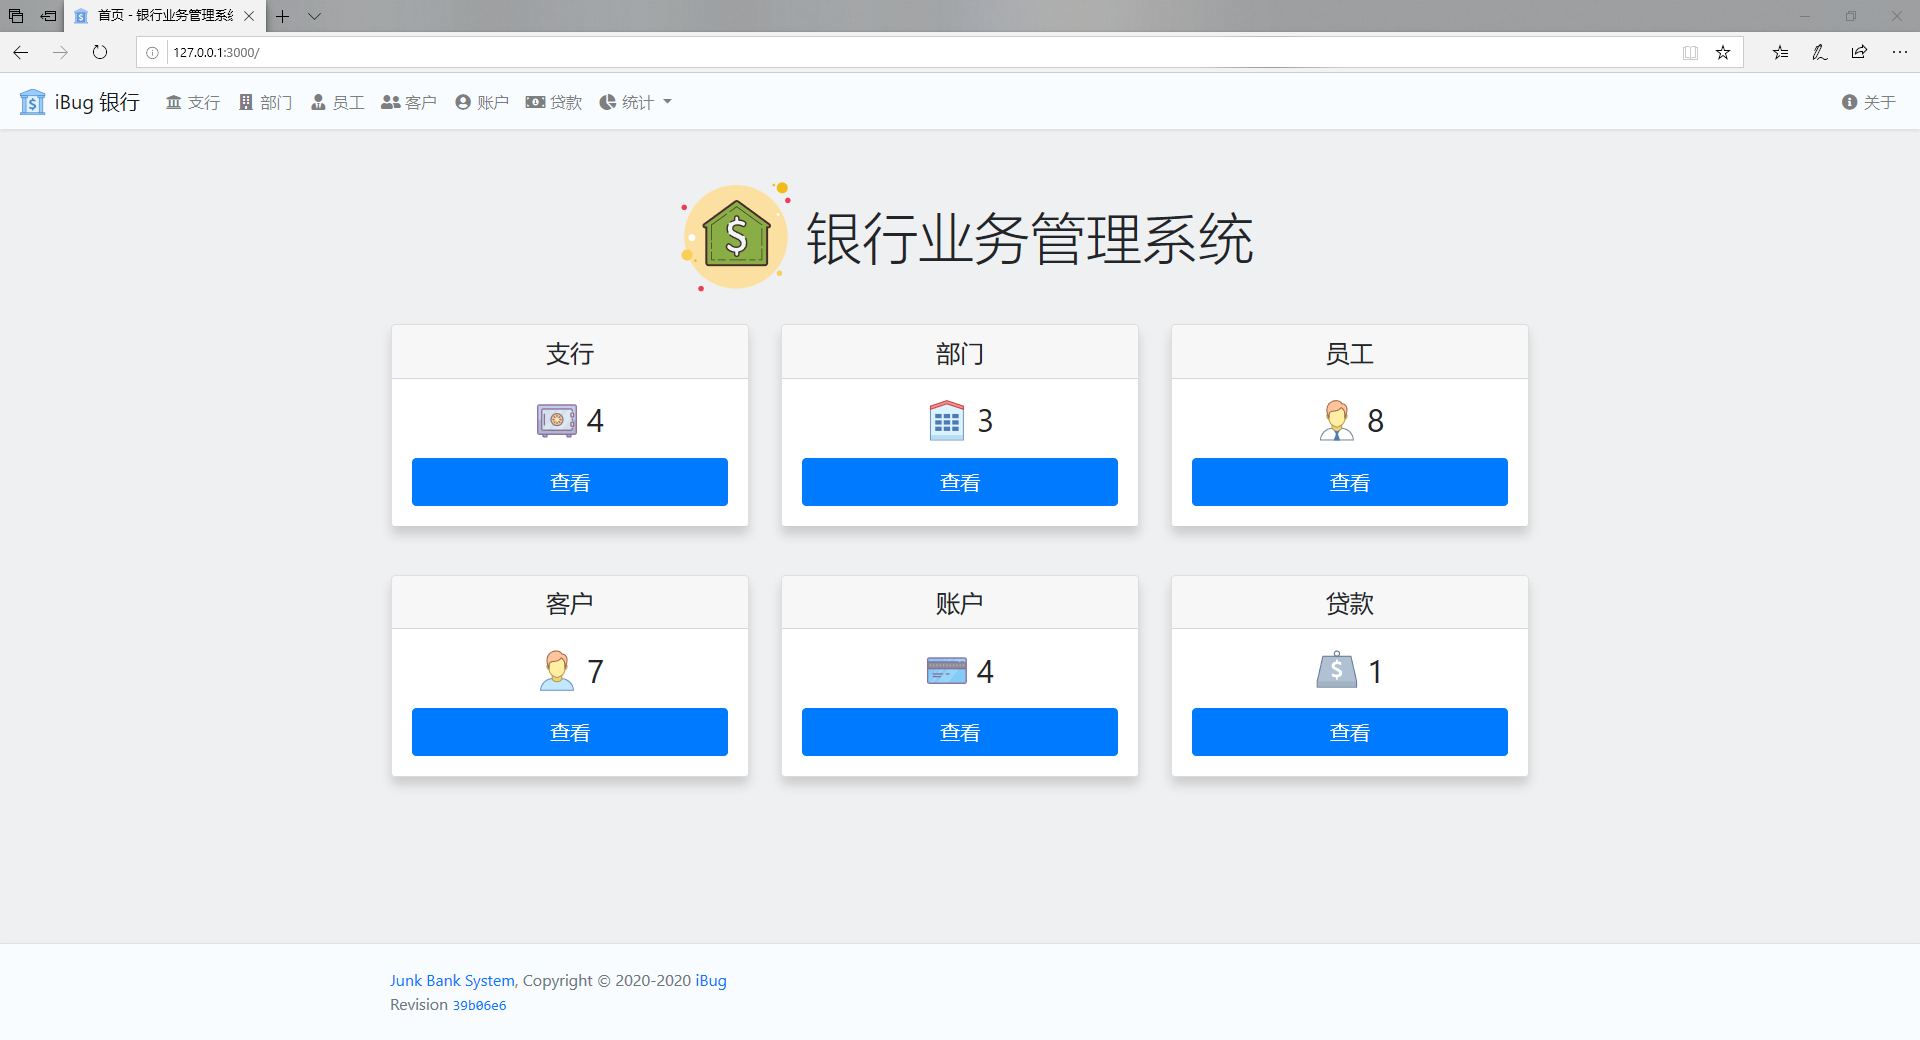 首页 - 银行业务管理系
127.0.0.1:3000/
iBug 银行 支行 部门 员工 客户 账户 贷款 统计 关于
银行业务管理系统
支行 部门 员工
4 3 8
查看 查看 查看
客户 账户 贷款
7 4 1
查看 查看 查看
Junk Bank System, Copyright © 2020-2020 iBug
Revision 39b06e6